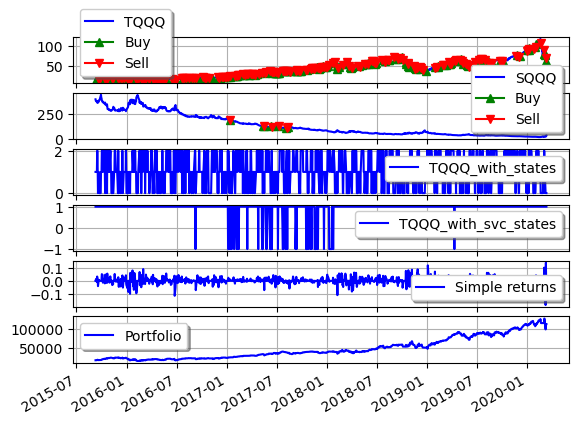 TQQQ
Buy
Sell
100
50
SQQQ
Buy
Sell
250
0
2
0
TQQQ_with_states
1
0
−1
TQQQ_with_svc_states
0.1
0.0
−0.1
Simple returns
100000
50000
Portfolio
2015-07
2016-01
2016-07
2017-01
2017-07
2018-01
2018-07
2019-01
2019-07
2020-01